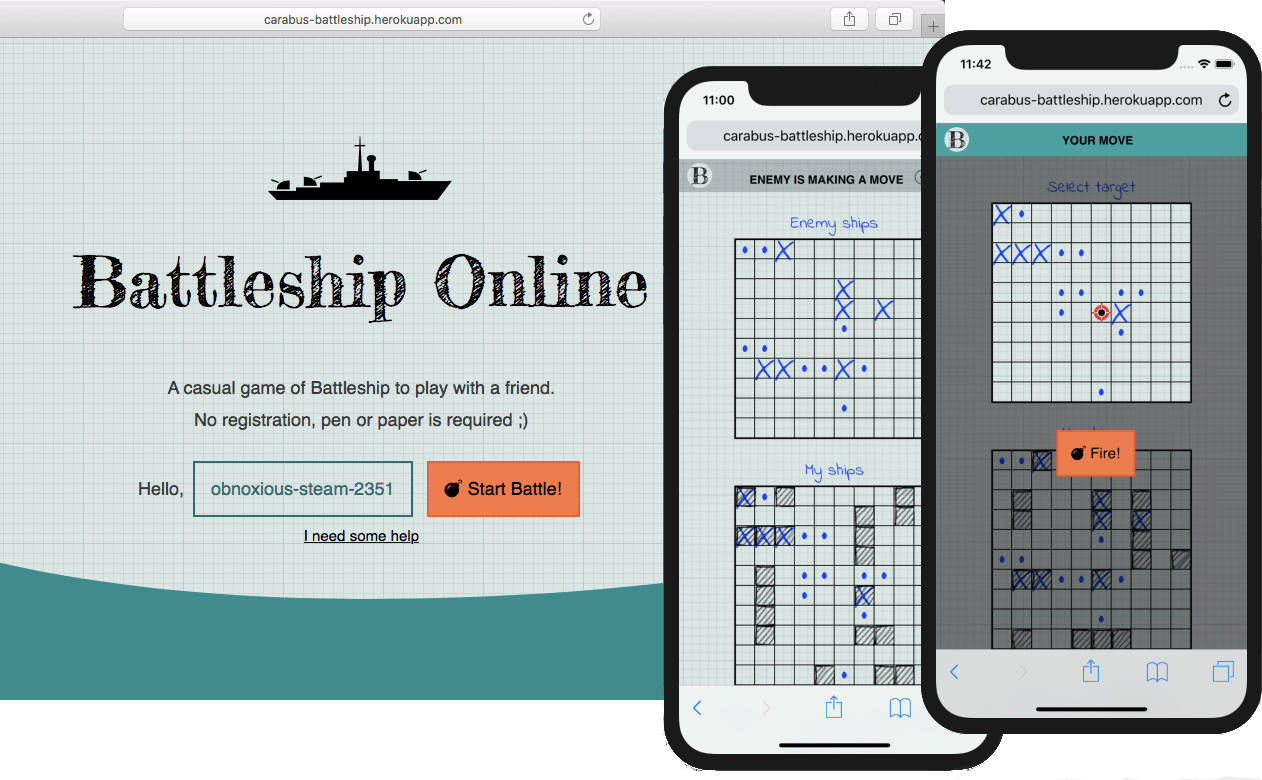 carabus-battleship.herokuapp.com
Battleship Online
A casual game of Battleship to play with a friend.
No registration, pen or paper is required ;)
Hello, obnoxious-steam-2351 Start Battle!
I need some help
11:00
carabus-battleship.herokuapp.c
B ENEMY IS MAKING A MOVE
Enemy ships
My ships
11:42
carabus-battleship.herokuapp.com
B YOUR MOVE
Select target
Fire!